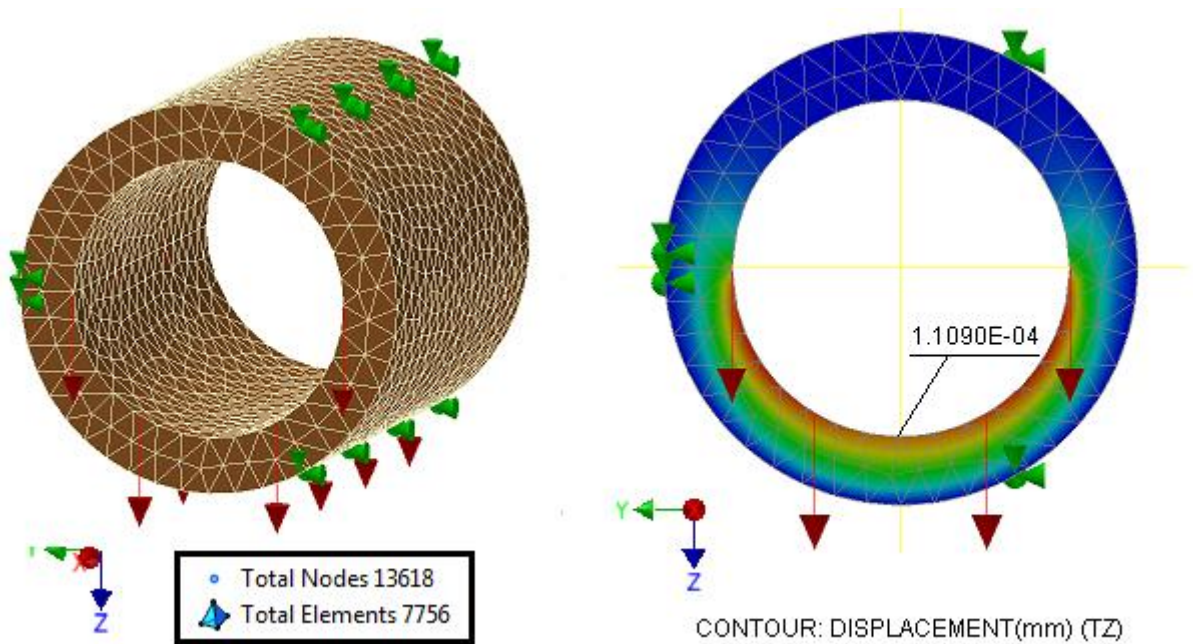 1.1090E-04
Y
Z
Y
X
Z
Total Nodes 13618
Total Elements 7756
CONTOUR: DISPLACEMENT(mm) (TZ)